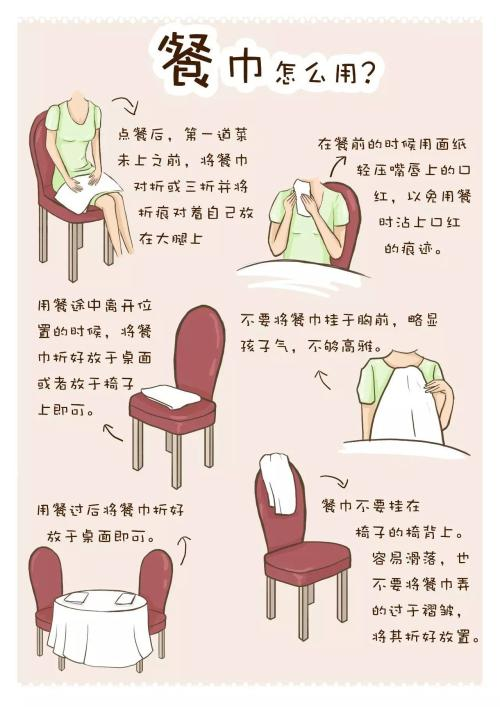 餐巾怎么用?
点餐后，第一道菜
未上之前，将餐巾
对折或三折并将
折痕对着自己放
在大腿上
在餐前的时候用面纸
轻压嘴唇上的口
红，以免用餐
时沾上口红
的痕迹。
用餐途中离开位
置的时候，将餐
巾折好放于桌面
或者放于椅子
上即可。
不要将餐巾挂于胸前，略显
孩子气，不够高雅。
用餐过后将餐巾折好
放于桌面即可。
餐巾不要挂在
椅子的椅背上。
容易滑落，也
不要将餐巾弄
的过于褶皱，
将其折好放置。